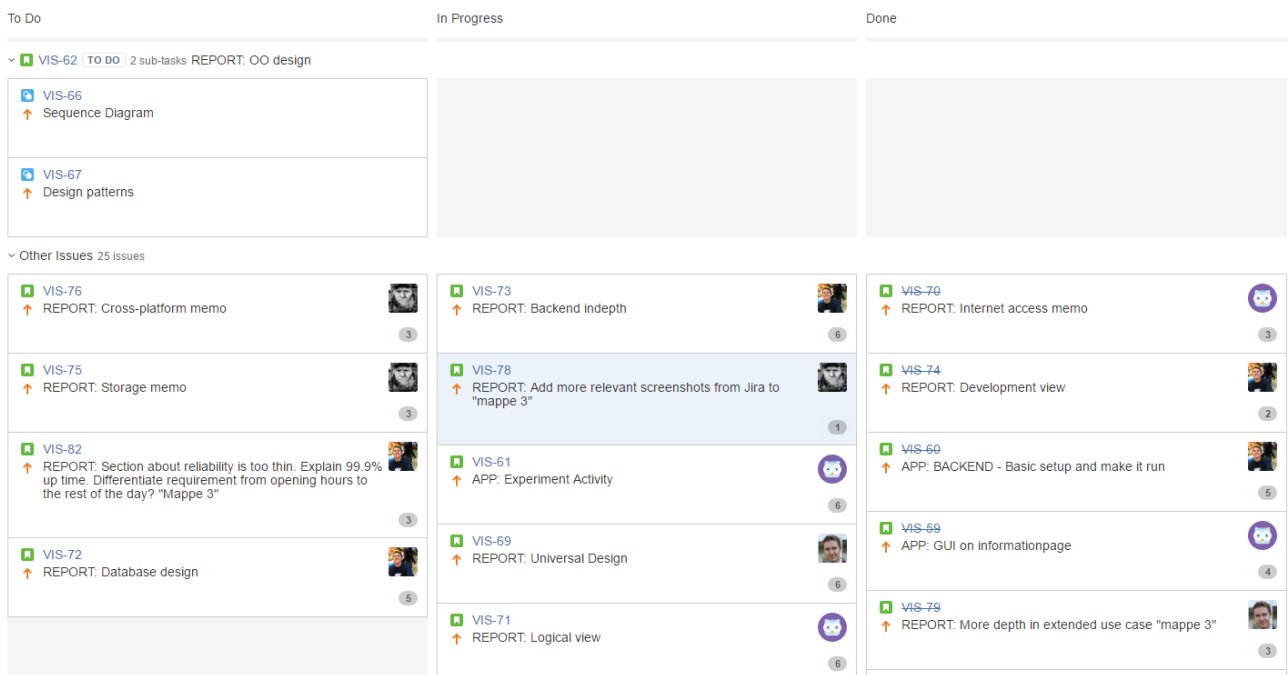 To Do
In Progress
Done
VIS-62 TO DO 2 sub-tasks REPORT: OO design
VIS-66
Sequence Diagram
VIS-67
Design patterns
Other Issues 25 issues
VIS-76
REPORT: Cross-platform memo
3
VIS-75
REPORT: Storage memo
3
VIS-82
REPORT: Section about reliability is too thin. Explain 99.9%
up time. Differentiate requirement from opening hours to
the rest of the day? "Mappe 3"
3
VIS-72
REPORT: Database design
5
VIS-73
REPORT: Backend indepth
6
VIS-78
REPORT: Add more relevant screenshots from Jira to
"mappe 3"
1
VIS-61
APP: Experiment Activity
6
VIS-69
REPORT: Universal Design
6
VIS-71
REPORT: Logical view
6
VIS-70
REPORT: Internet access memo
3
VIS-74
REPORT: Development view
2
VIS-60
APP: BACKEND - Basic setup and make it run
5
VIS-59
APP: GUI on informationpage
4
VIS-79
REPORT: More depth in extended use case "mappe 3"
3